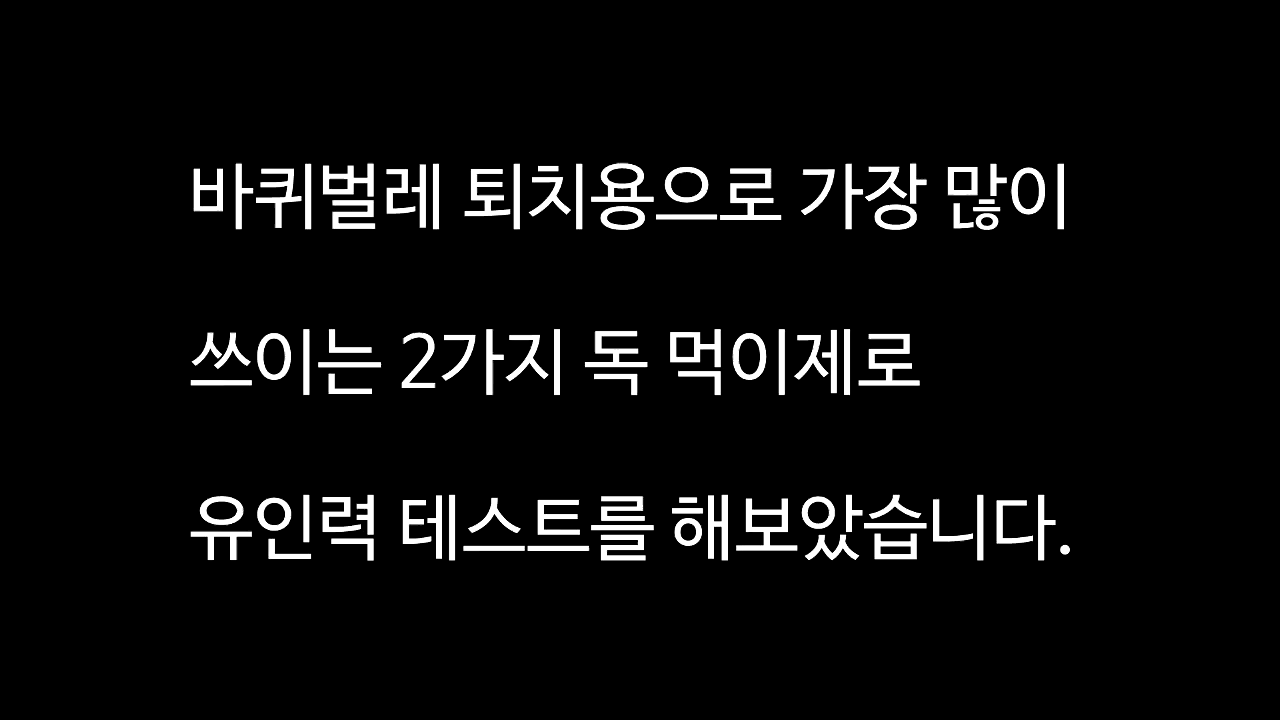 바퀴벌레 퇴치용으로 가장 많이
쓰이는 2가지 독 먹이제로
유인력 테스트를 해보았습니다.